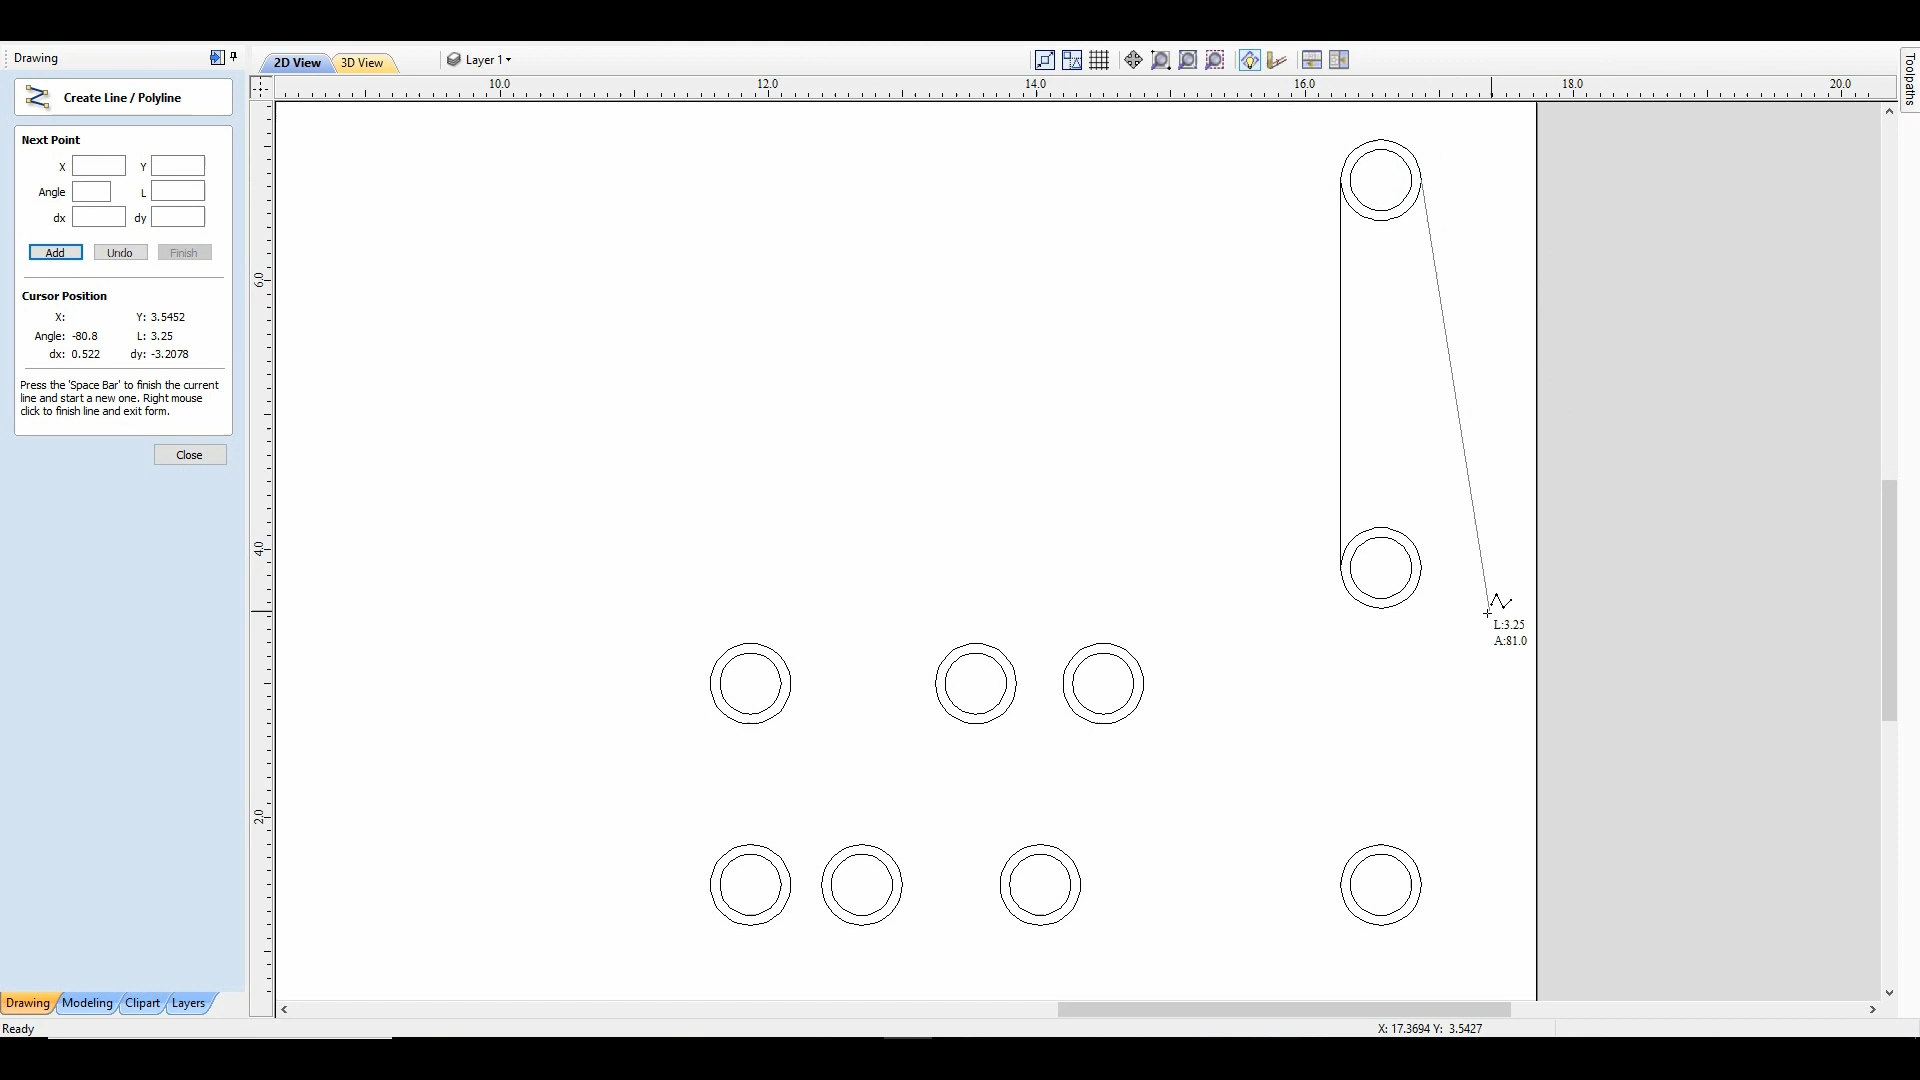 Drawing
2D View
3D View
Layer 1
Toolpaths
Create Line / Polyline
10.0 12.0 14.0 16.0 18.0 20.0
Next Point
X Y
Angle L
dx dy
Add Undo Finish
Cursor Position
X: Y: 3.5452
Angle: -80.8 L: 3.25
dx: 0.522 dy: -3.2078
Press the 'Space Bar' to finish the current
line and start a new one. Right mouse
click to finish line and exit form.
Close
6.0
4.0
2.0
L:3.25
A:81.0
Drawing Modeling Clipart Layers
Ready
X: 17.3694 Y: 3.5427